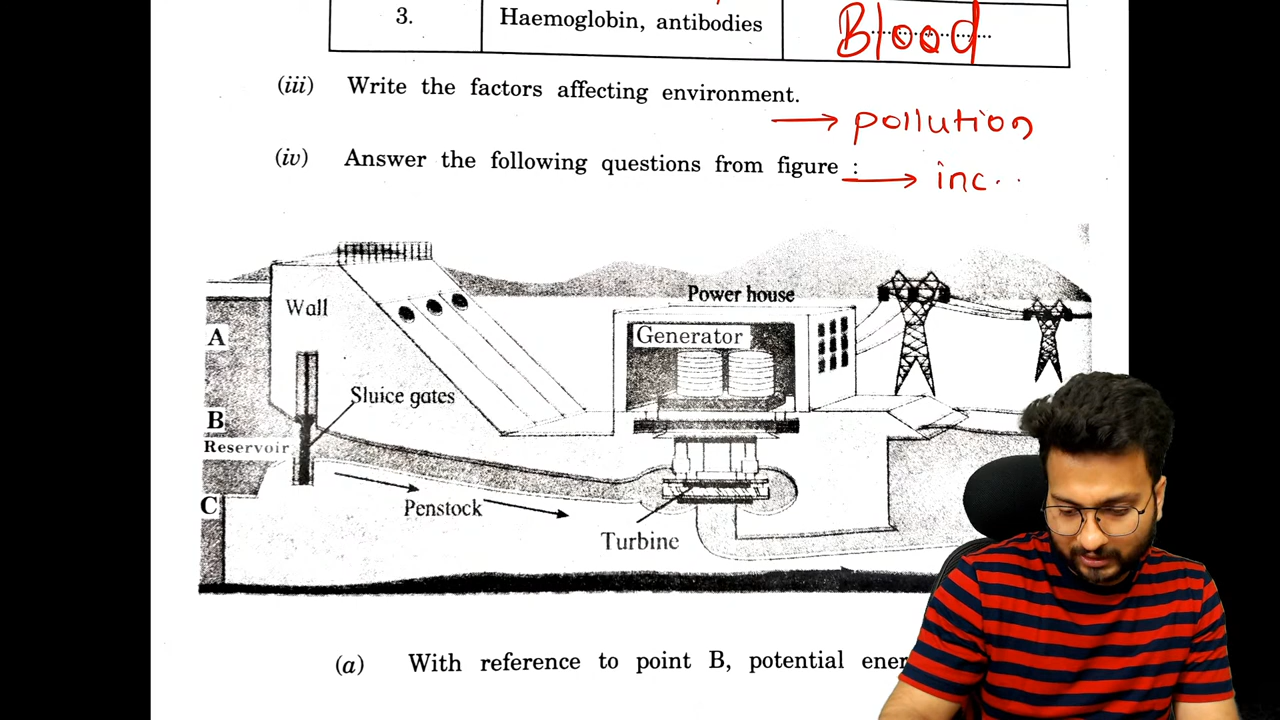 3.
Haemoglobin, antibodies
Blood
(iii) Write the factors affecting environment.
→ pollution
(iv) Answer the following questions from figure :
→ inc..
Wall
Power house
Generator
A
Sluice gates
B
Reservoir
C
Penstock
Turbine
(a) With reference to point B, potential